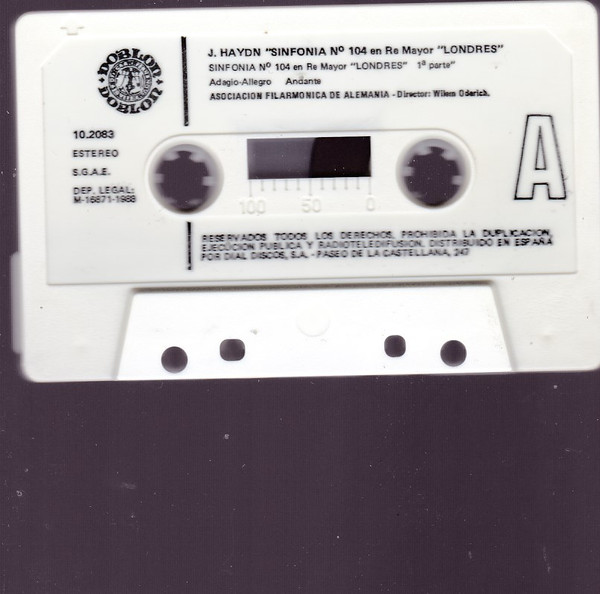 DOBLON
DOBLON
J. HAYDN "SINFONIA Nº 104 en Re Mayor "LONDRES"
SINFONIA Nº 104 en Re Mayor "LONDRES" 1ª parte"
Adagio-Allegro Andante
ASOCIACION FILARMONICA DE ALEMANIA - Director: Wilem Oderich.
10.2083
ESTEREO
S.G.A.E.
DEP. LEGAL:
M-16871-1988
A
100 50 0
RESERVADOS TODOS LOS DERECHOS, PROHIBIDA LA DUPLICACION,
EJECUCION PUBLICA Y RADIOTELEDIFUSION. DISTRIBUIDO EN ESPAÑA
POR DIAL DISCOS, S.A. - PASEO DE LA CASTELLANA, 247